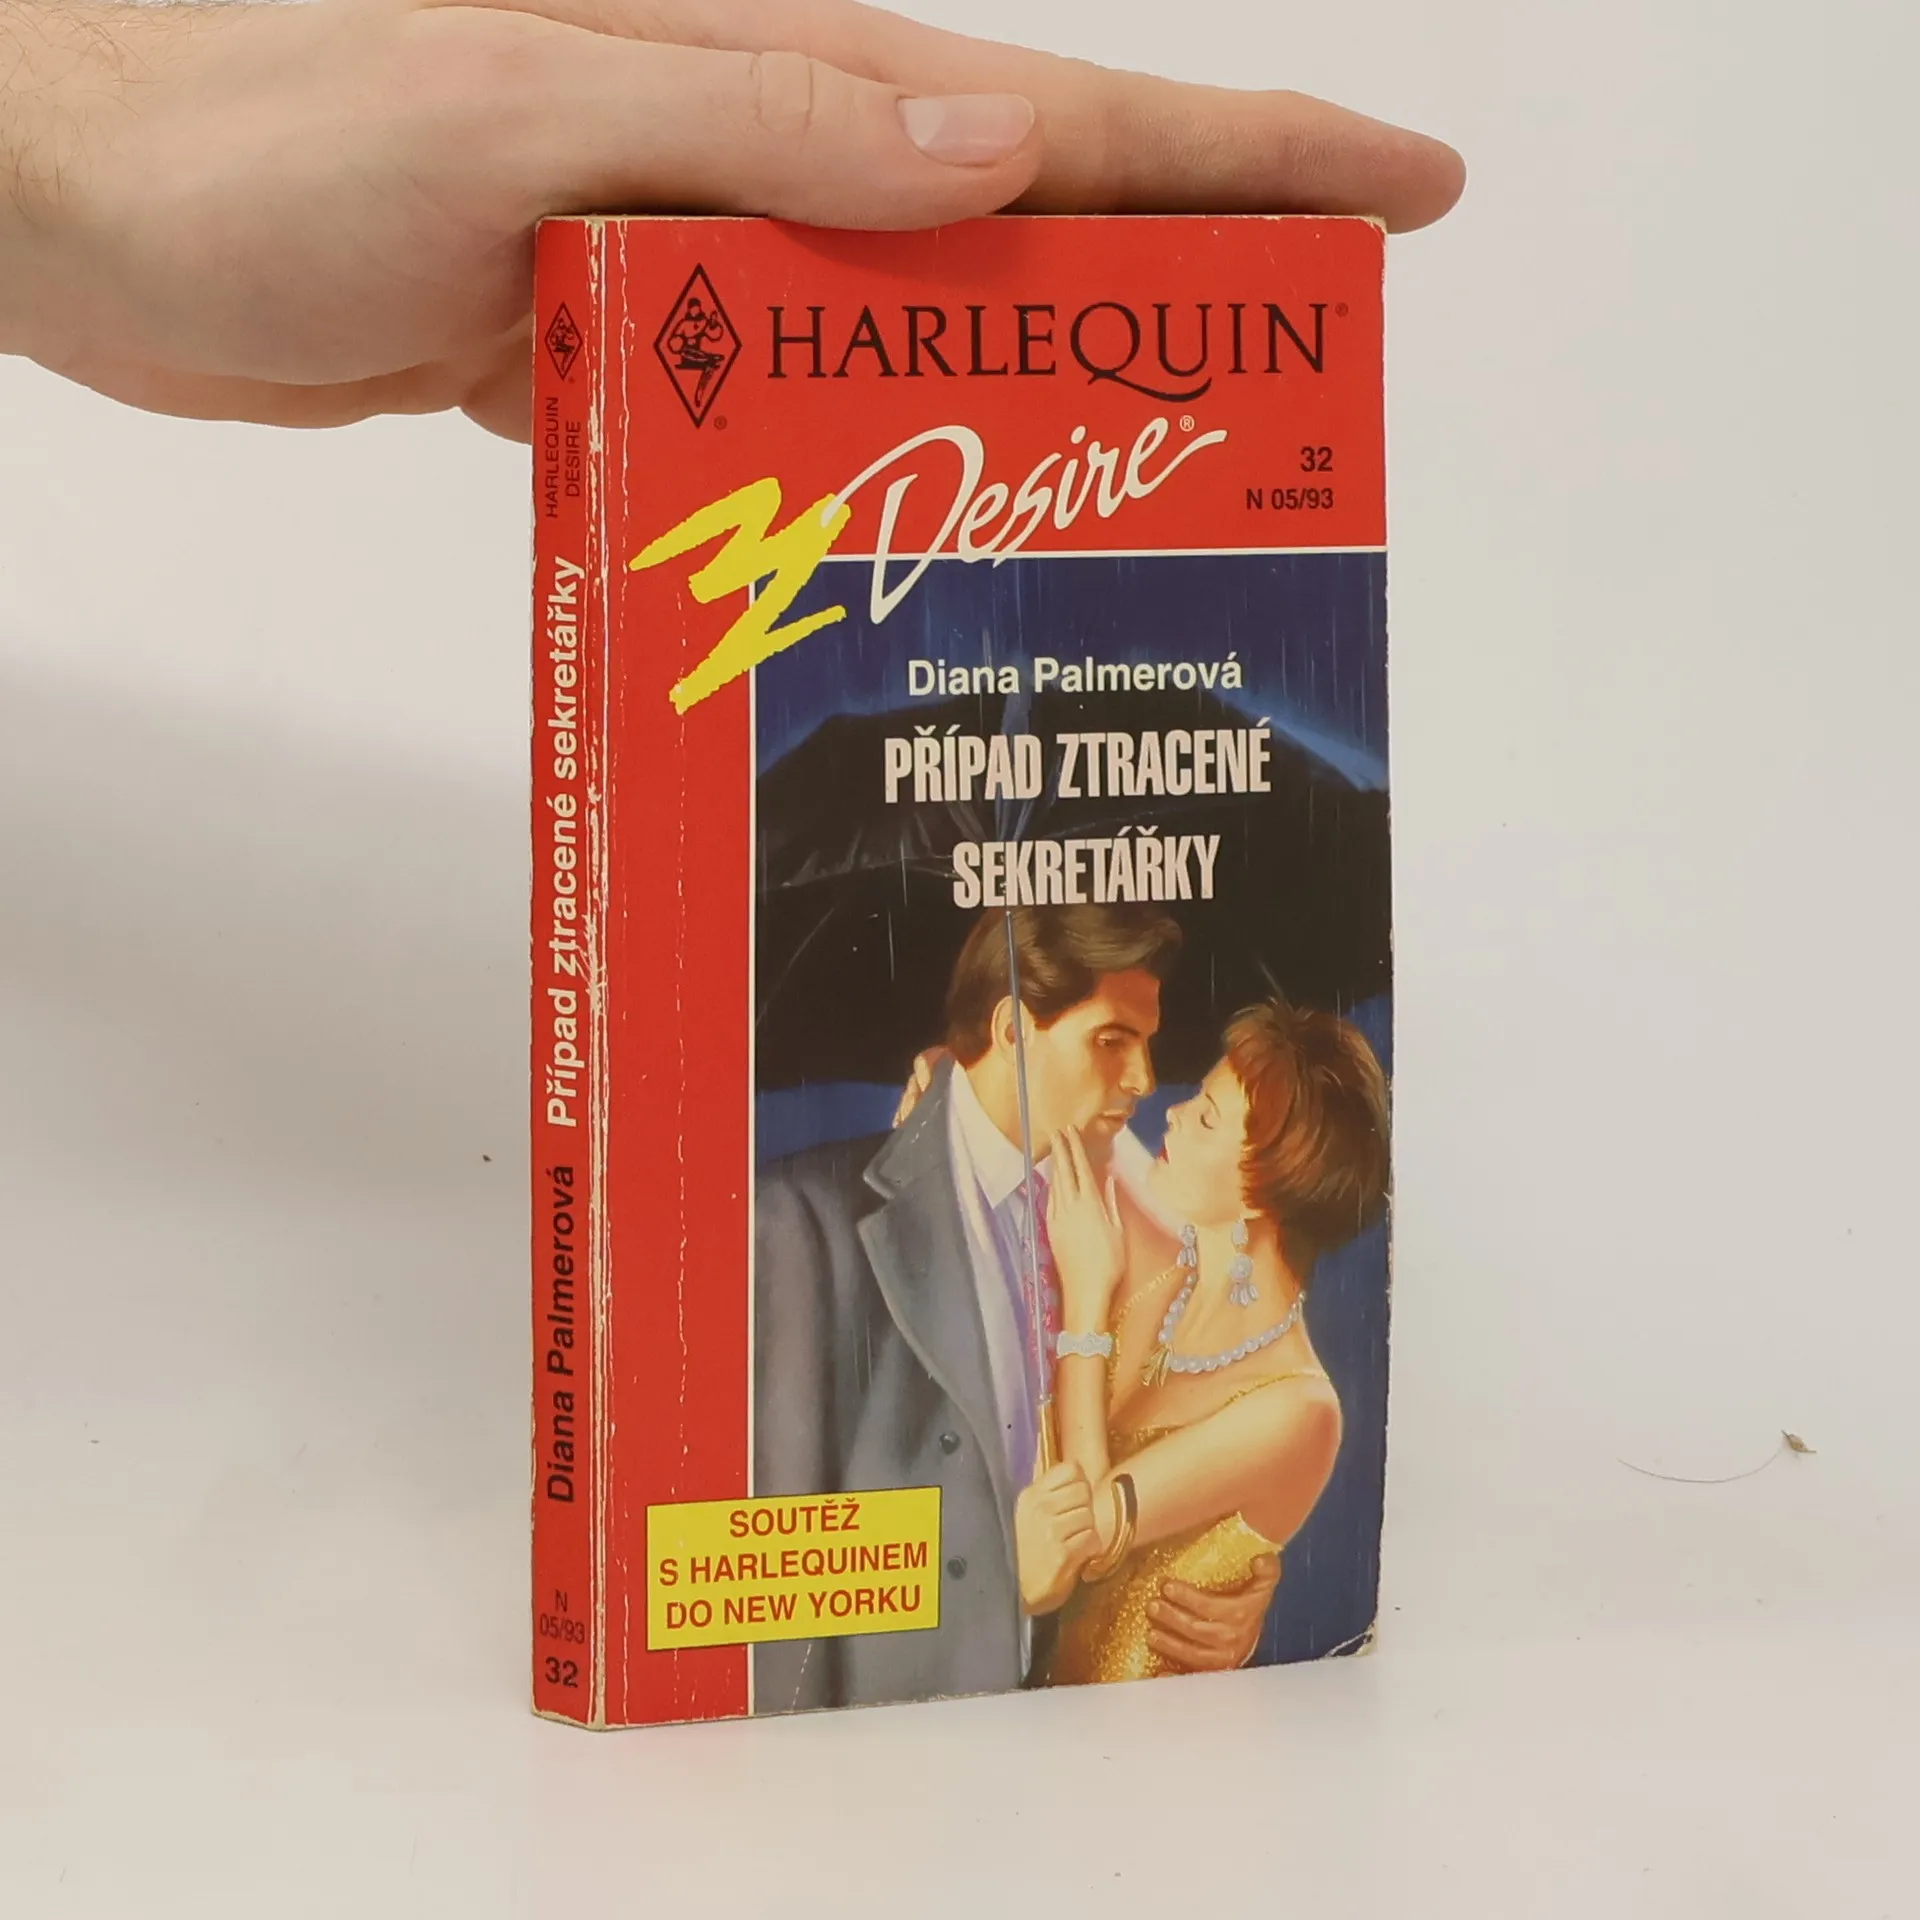 HARLEQUIN®
Desire®
32
N 05/93
Diana Palmerová
PŘÍPAD ZTRACENÉ
SEKRETÁŘKY
SOUTĚŽ
S HARLEQUINEM
DO NEW YORKU
HARLEQUIN
DESIRE
Diana Palmerová Případ ztracené sekretářky
N
05/93
32